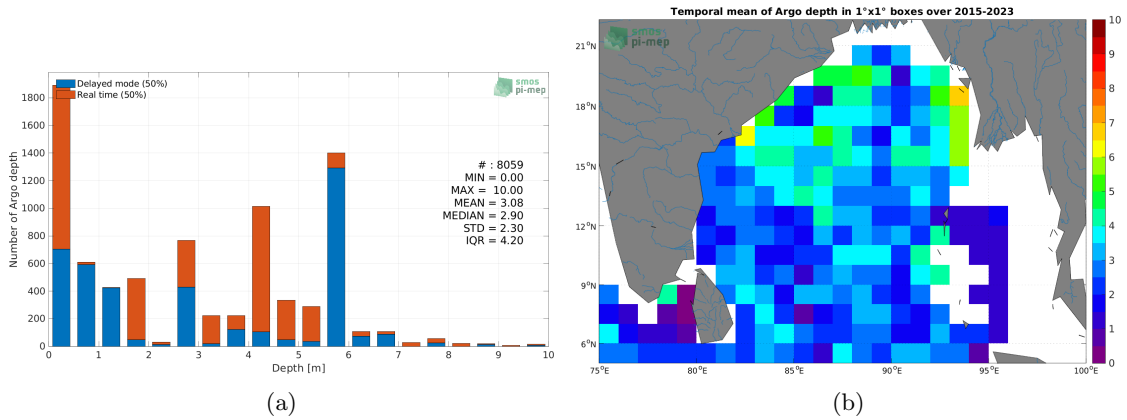 smos
pi-mep
Delayed mode (50%)
Real time (50%)
Number of Argo depth
1800
1600
1400
1200
1000
800
600
400
200
0
# : 8059
MIN = 0.00
MAX = 10.00
MEAN = 3.08
MEDIAN = 2.90
STD = 2.30
IQR = 4.20
0 1 2 3 4 5 6 7 8 9 10
Depth [m]
(a)
Temporal mean of Argo depth in 1°x1° boxes over 2015-2023
smos
pi-mep
21°N
18°N
15°N
12°N
9°N
6°N
75°E 80°E 85°E 90°E 95°E 100°E
10
9
8
7
6
5
4
3
2
1
0
(b)